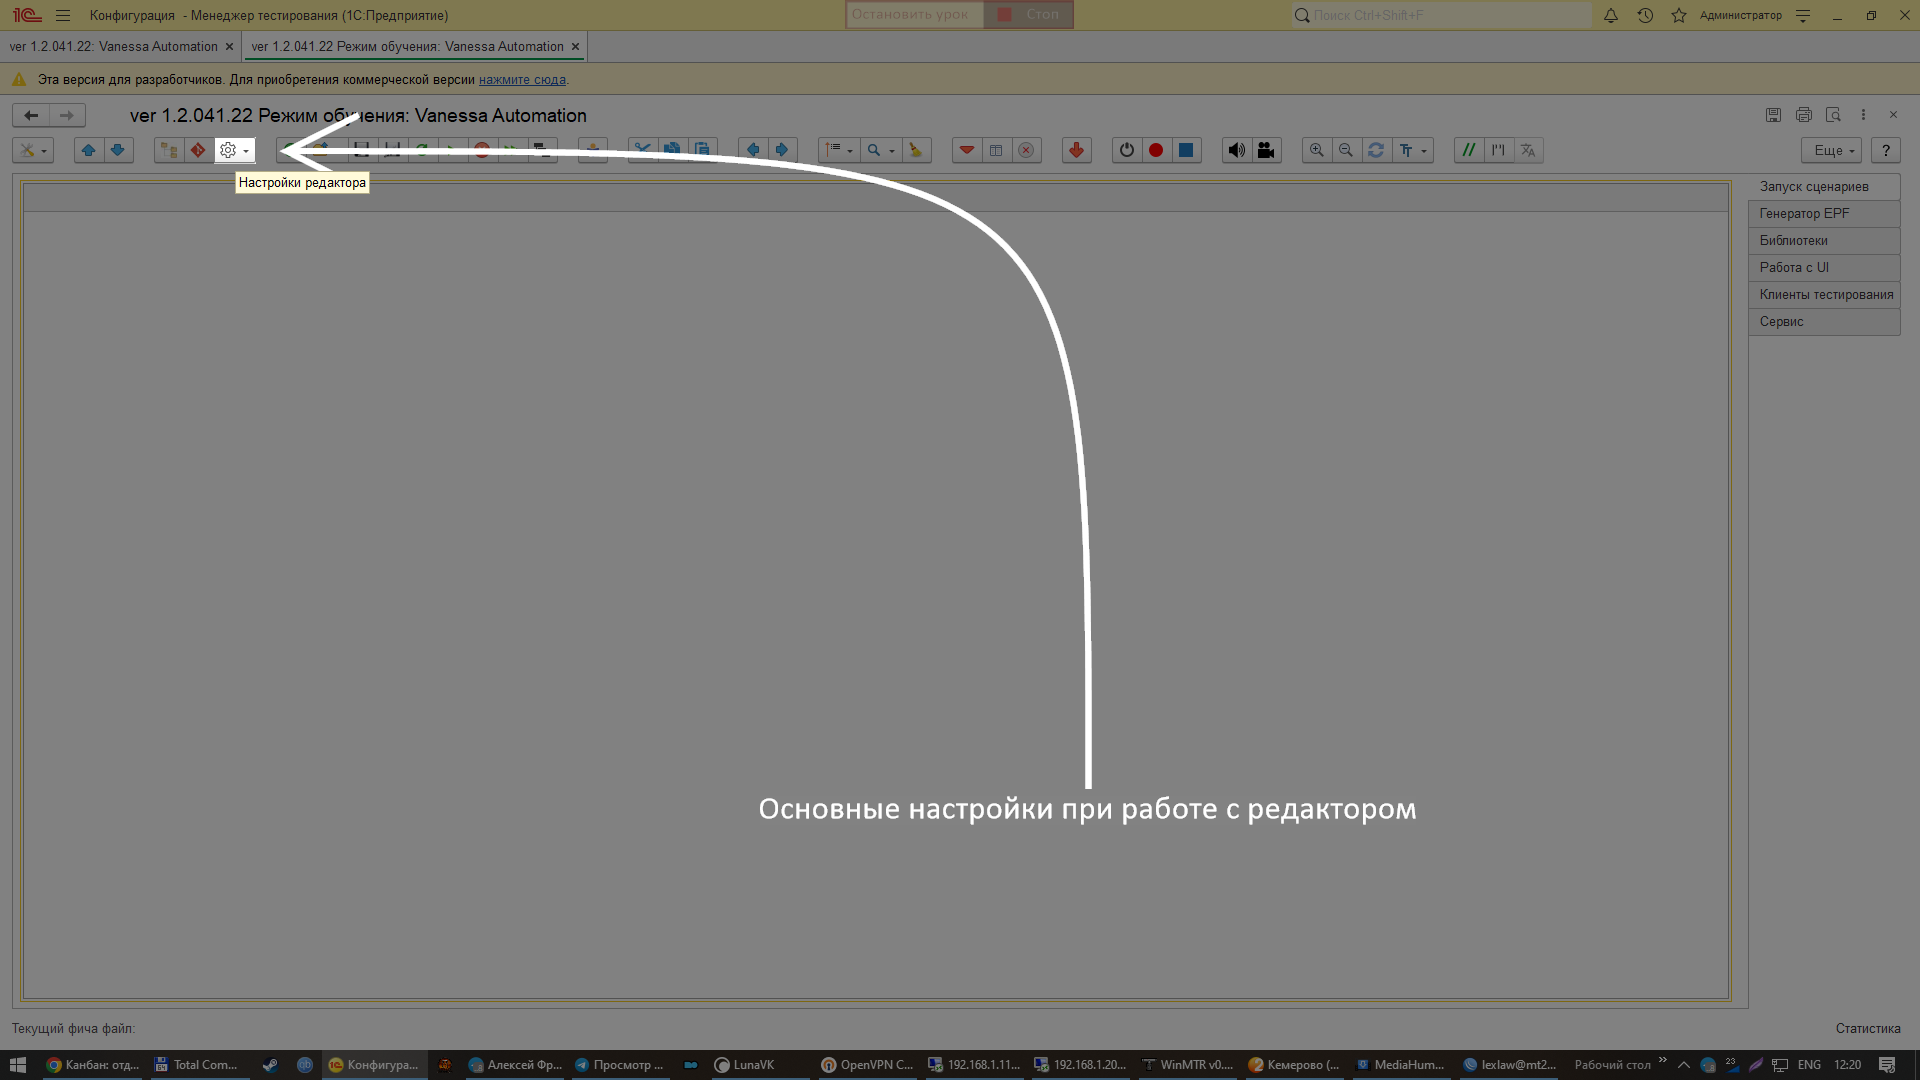 Конфигурация - Менеджер тестирования (1С:Предприятие)
Остановить урок
Стоп
Поиск Ctrl+Shift+F
Администратор
ver 1.2.041.22: Vanessa Automation
ver 1.2.041.22 Режим обучения: Vanessa Automation
Эта версия для разработчиков. Для приобретения коммерческой версии нажмите сюда.
ver 1.2.041.22 Режим обучения: Vanessa Automation
Еще
?
Настройки редактора
Запуск сценариев
Генератор EPF
Библиотеки
Работа с UI
Клиенты тестирования
Сервис
Основные настройки при работе с редактором
Текущий фича файл:
Статистика
Канбан: отд...
Total Com...
Конфигура...
Алексей Фр...
Просмотр ...
LunaVK
OpenVPN C...
192.168.1.11...
192.168.1.20...
WinMTR v0....
Кемерово (...
MediaHum...
lexlaw@mt2...
Рабочий стол
23
ENG
12:20